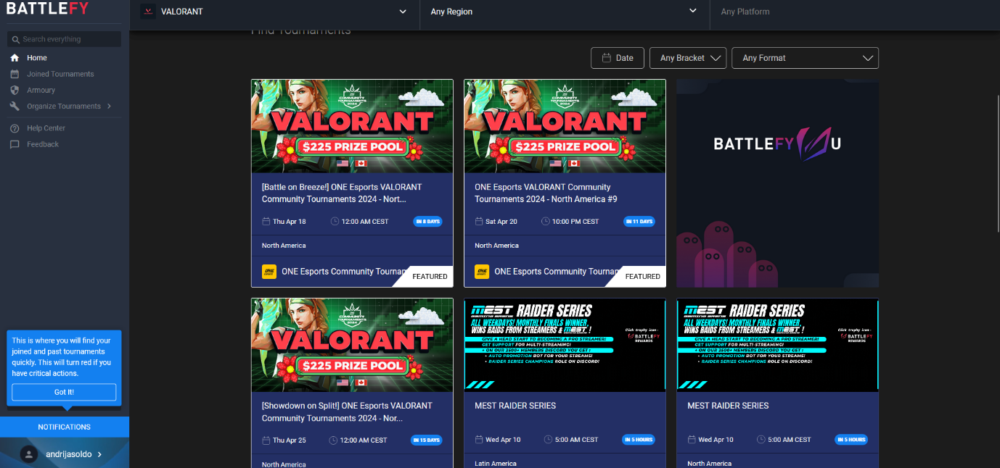 BATTLEFY
Search everything
Home
Joined Tournaments
Armoury
Organize Tournaments
Help Center
Feedback
This is where you will find your
joined and past tournaments
quickly. This will turn red if you
have critical actions.
Got It!
NOTIFICATIONS
andrijasoldo
VALORANT
Any Region
Any Platform
Find Tournaments
Date
Any Bracket
Any Format
COMMUNITY
TOURNAMENTS
2024
VALORANT
$225 PRIZE POOL
[Battle on Breeze!] ONE Esports VALORANT
Community Tournaments 2024 - Nort...
Thu Apr 18
12:00 AM CEST
IN 8 DAYS
North America
ONE
ONE Esports Community Tournan
FEATURED
COMMUNITY
TOURNAMENTS
2024
VALORANT
$225 PRIZE POOL
ONE Esports VALORANT Community
Tournaments 2024 - North America #9
Sat Apr 20
10:00 PM CEST
IN 11 DAYS
North America
ONE
ONE Esports Community Tournan
FEATURED
BATTLEFY U
COMMUNITY
TOURNAMENTS
2024
VALORANT
$225 PRIZE POOL
[Showdown on Split!] ONE Esports VALORANT
Community Tournaments 2024 - Nor...
Thu Apr 25
12:00 AM CEST
IN 15 DAYS
North America
MEST RAIDER SERIES
ALL WEEKDAYS! MONTHLY FINALS WINNER,
WINS RAIDS FROM STREAMERS & MEST !
GIVE A HEAD START TO BECOMING A PRO STREAMER!
GET SUPPORT FOR MULTI-STREAMING!
• ON OUR 2500+ MEMBERS DISCORD YOU GET !
• AUTO PROMOTION BOT FOR YOUR STREAMS!
• RAIDER SERIES CHAMPIONS ROLE ON DISCORD!
Click trophy icon :
BATTLEFY
REWARDS
MEST RAIDER SERIES
Wed Apr 10
5:00 AM CEST
IN 5 HOURS
Latin America
MEST RAIDER SERIES
ALL WEEKDAYS! MONTHLY FINALS WINNER,
WINS RAIDS FROM STREAMERS & MEST !
GIVE A HEAD START TO BECOMING A PRO STREAMER!
GET SUPPORT FOR MULTI-STREAMING!
• ON OUR 2500+ MEMBERS DISCORD YOU GET !
• AUTO PROMOTION BOT FOR YOUR STREAMS!
• RAIDER SERIES CHAMPIONS ROLE ON DISCORD!
Click trophy icon :
BATTLEFY
REWARDS
MEST RAIDER SERIES
Wed Apr 10
5:00 AM CEST
IN 5 HOURS
North America